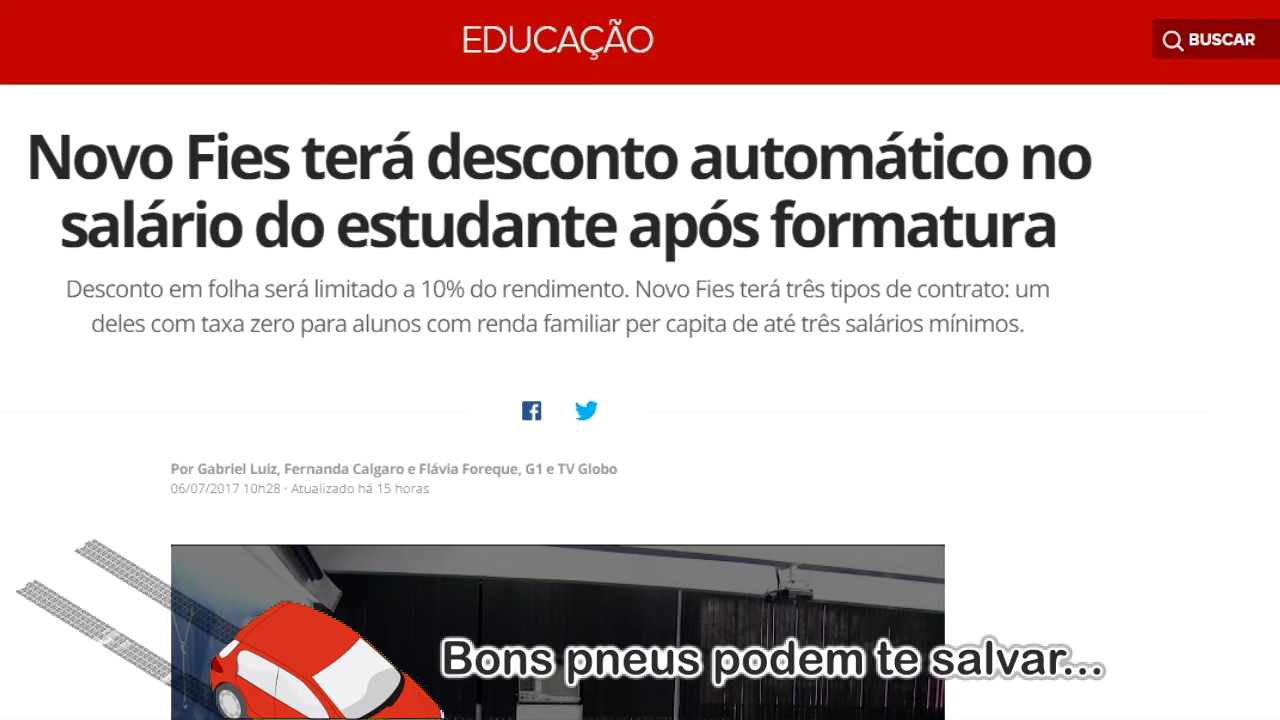 EDUCAÇÃO
BUSCAR
Novo Fies terá desconto automático no
salário do estudante após formatura
Desconto em folha será limitado a 10% do rendimento. Novo Fies terá três tipos de contrato: um
deles com taxa zero para alunos com renda familiar per capita de até três salários mínimos.
Por Gabriel Luiz, Fernanda Calgaro e Flávia Foreque, G1 e TV Globo
06/07/2017 10h28 · Atualizado há 15 horas
Bons pneus podem te salvar...